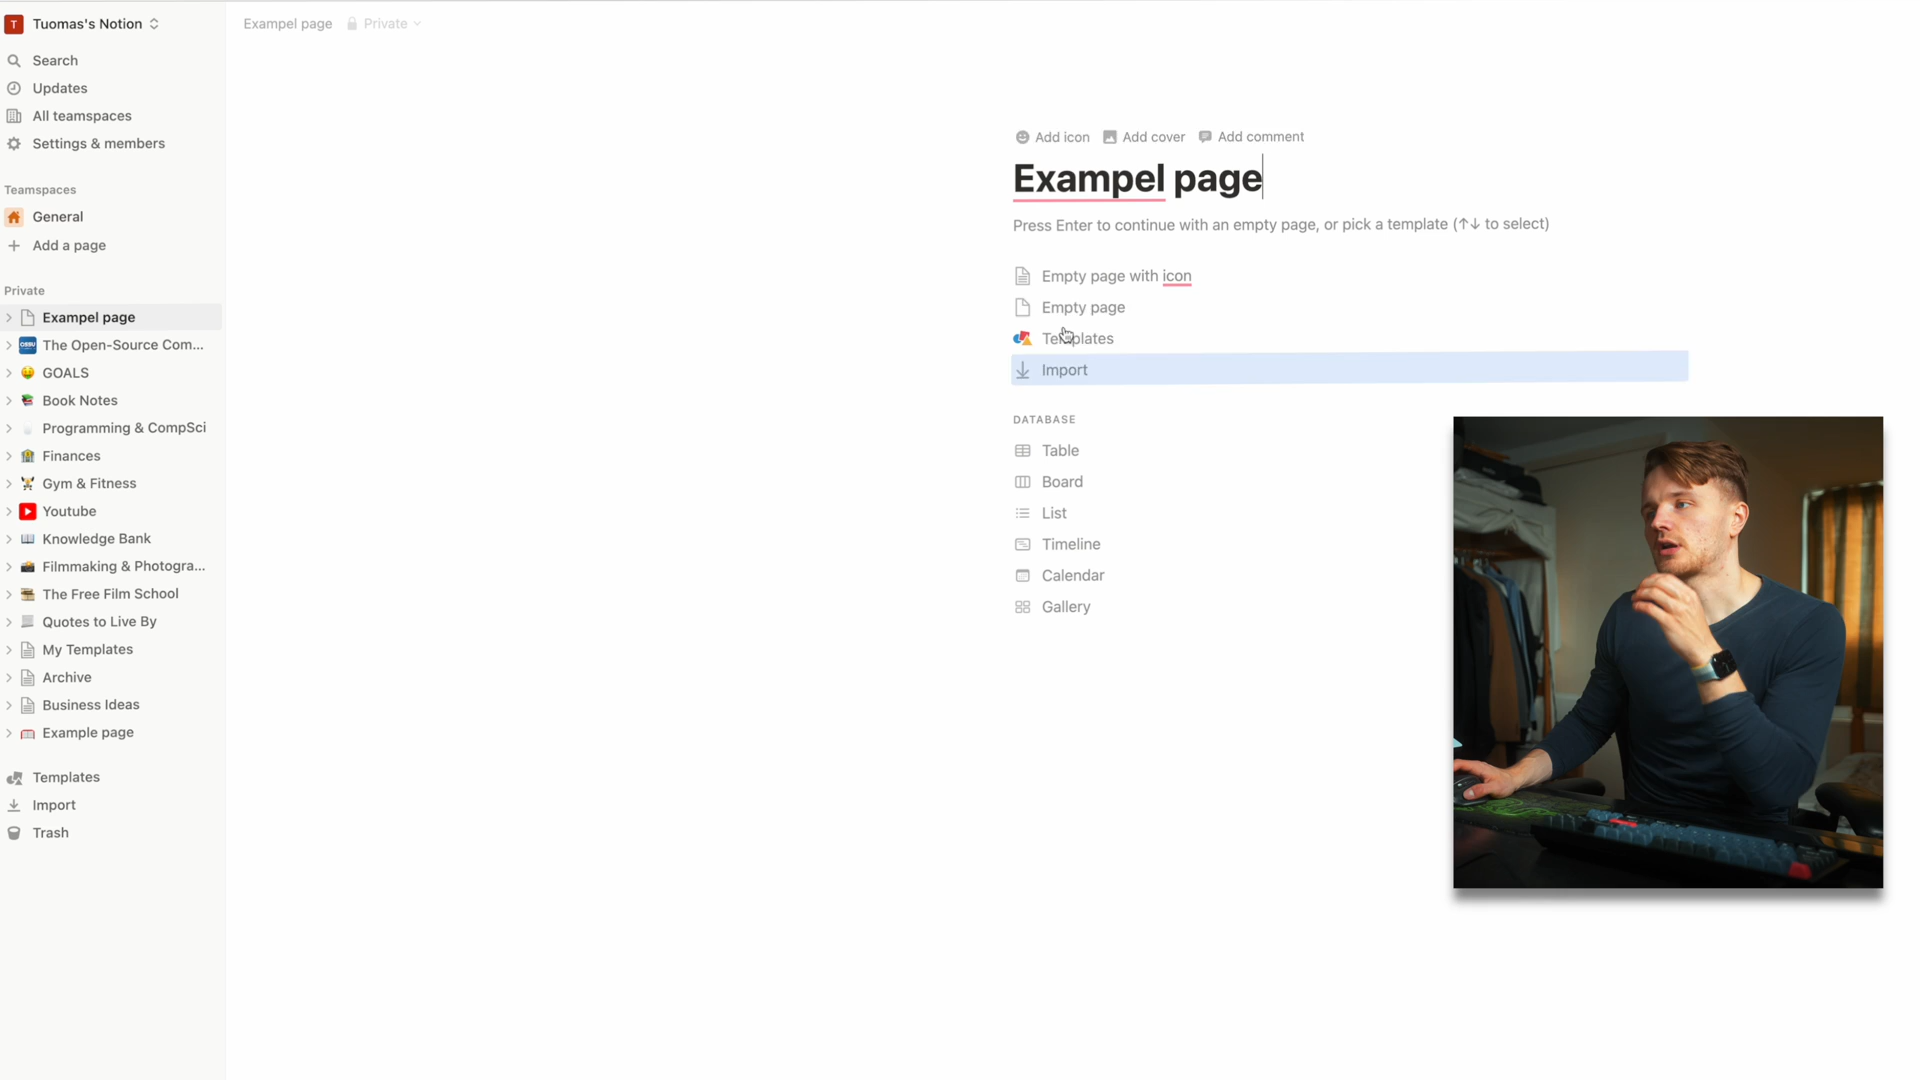 T Tuomas's Notion
Search
Updates
All teamspaces
Settings & members
Teamspaces
General
Add a page
Private
Exampel page
The Open-Source Com...
GOALS
Book Notes
Programming & CompSci
Finances
Gym & Fitness
Youtube
Knowledge Bank
Filmmaking & Photogra...
The Free Film School
Quotes to Live By
My Templates
Archive
Business Ideas
Example page
Templates
Import
Trash
Exampel page Private
Add icon Add cover Add comment
Exampel page
Press Enter to continue with an empty page, or pick a template (↑↓ to select)
Empty page with icon
Empty page
Templates
Import
DATABASE
Table
Board
List
Timeline
Calendar
Gallery